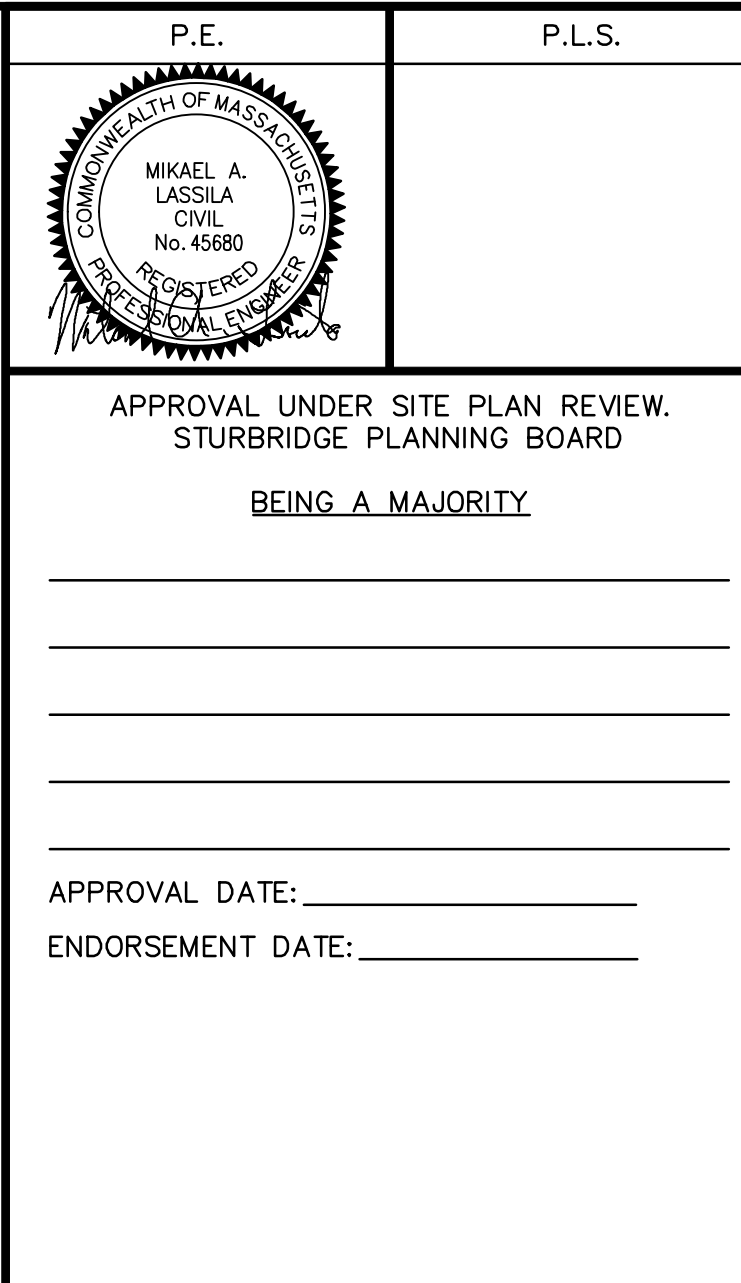 P.E.
P.L.S.
COMMONWEALTH OF MASSACHUSETTS
MIKAEL A.
LASSILA
CIVIL
No. 45680
REGISTERED
PROFESSIONAL ENGINEER
APPROVAL UNDER SITE PLAN REVIEW.
STURBRIDGE PLANNING BOARD
BEING A MAJORITY
APPROVAL DATE:
ENDORSEMENT DATE: